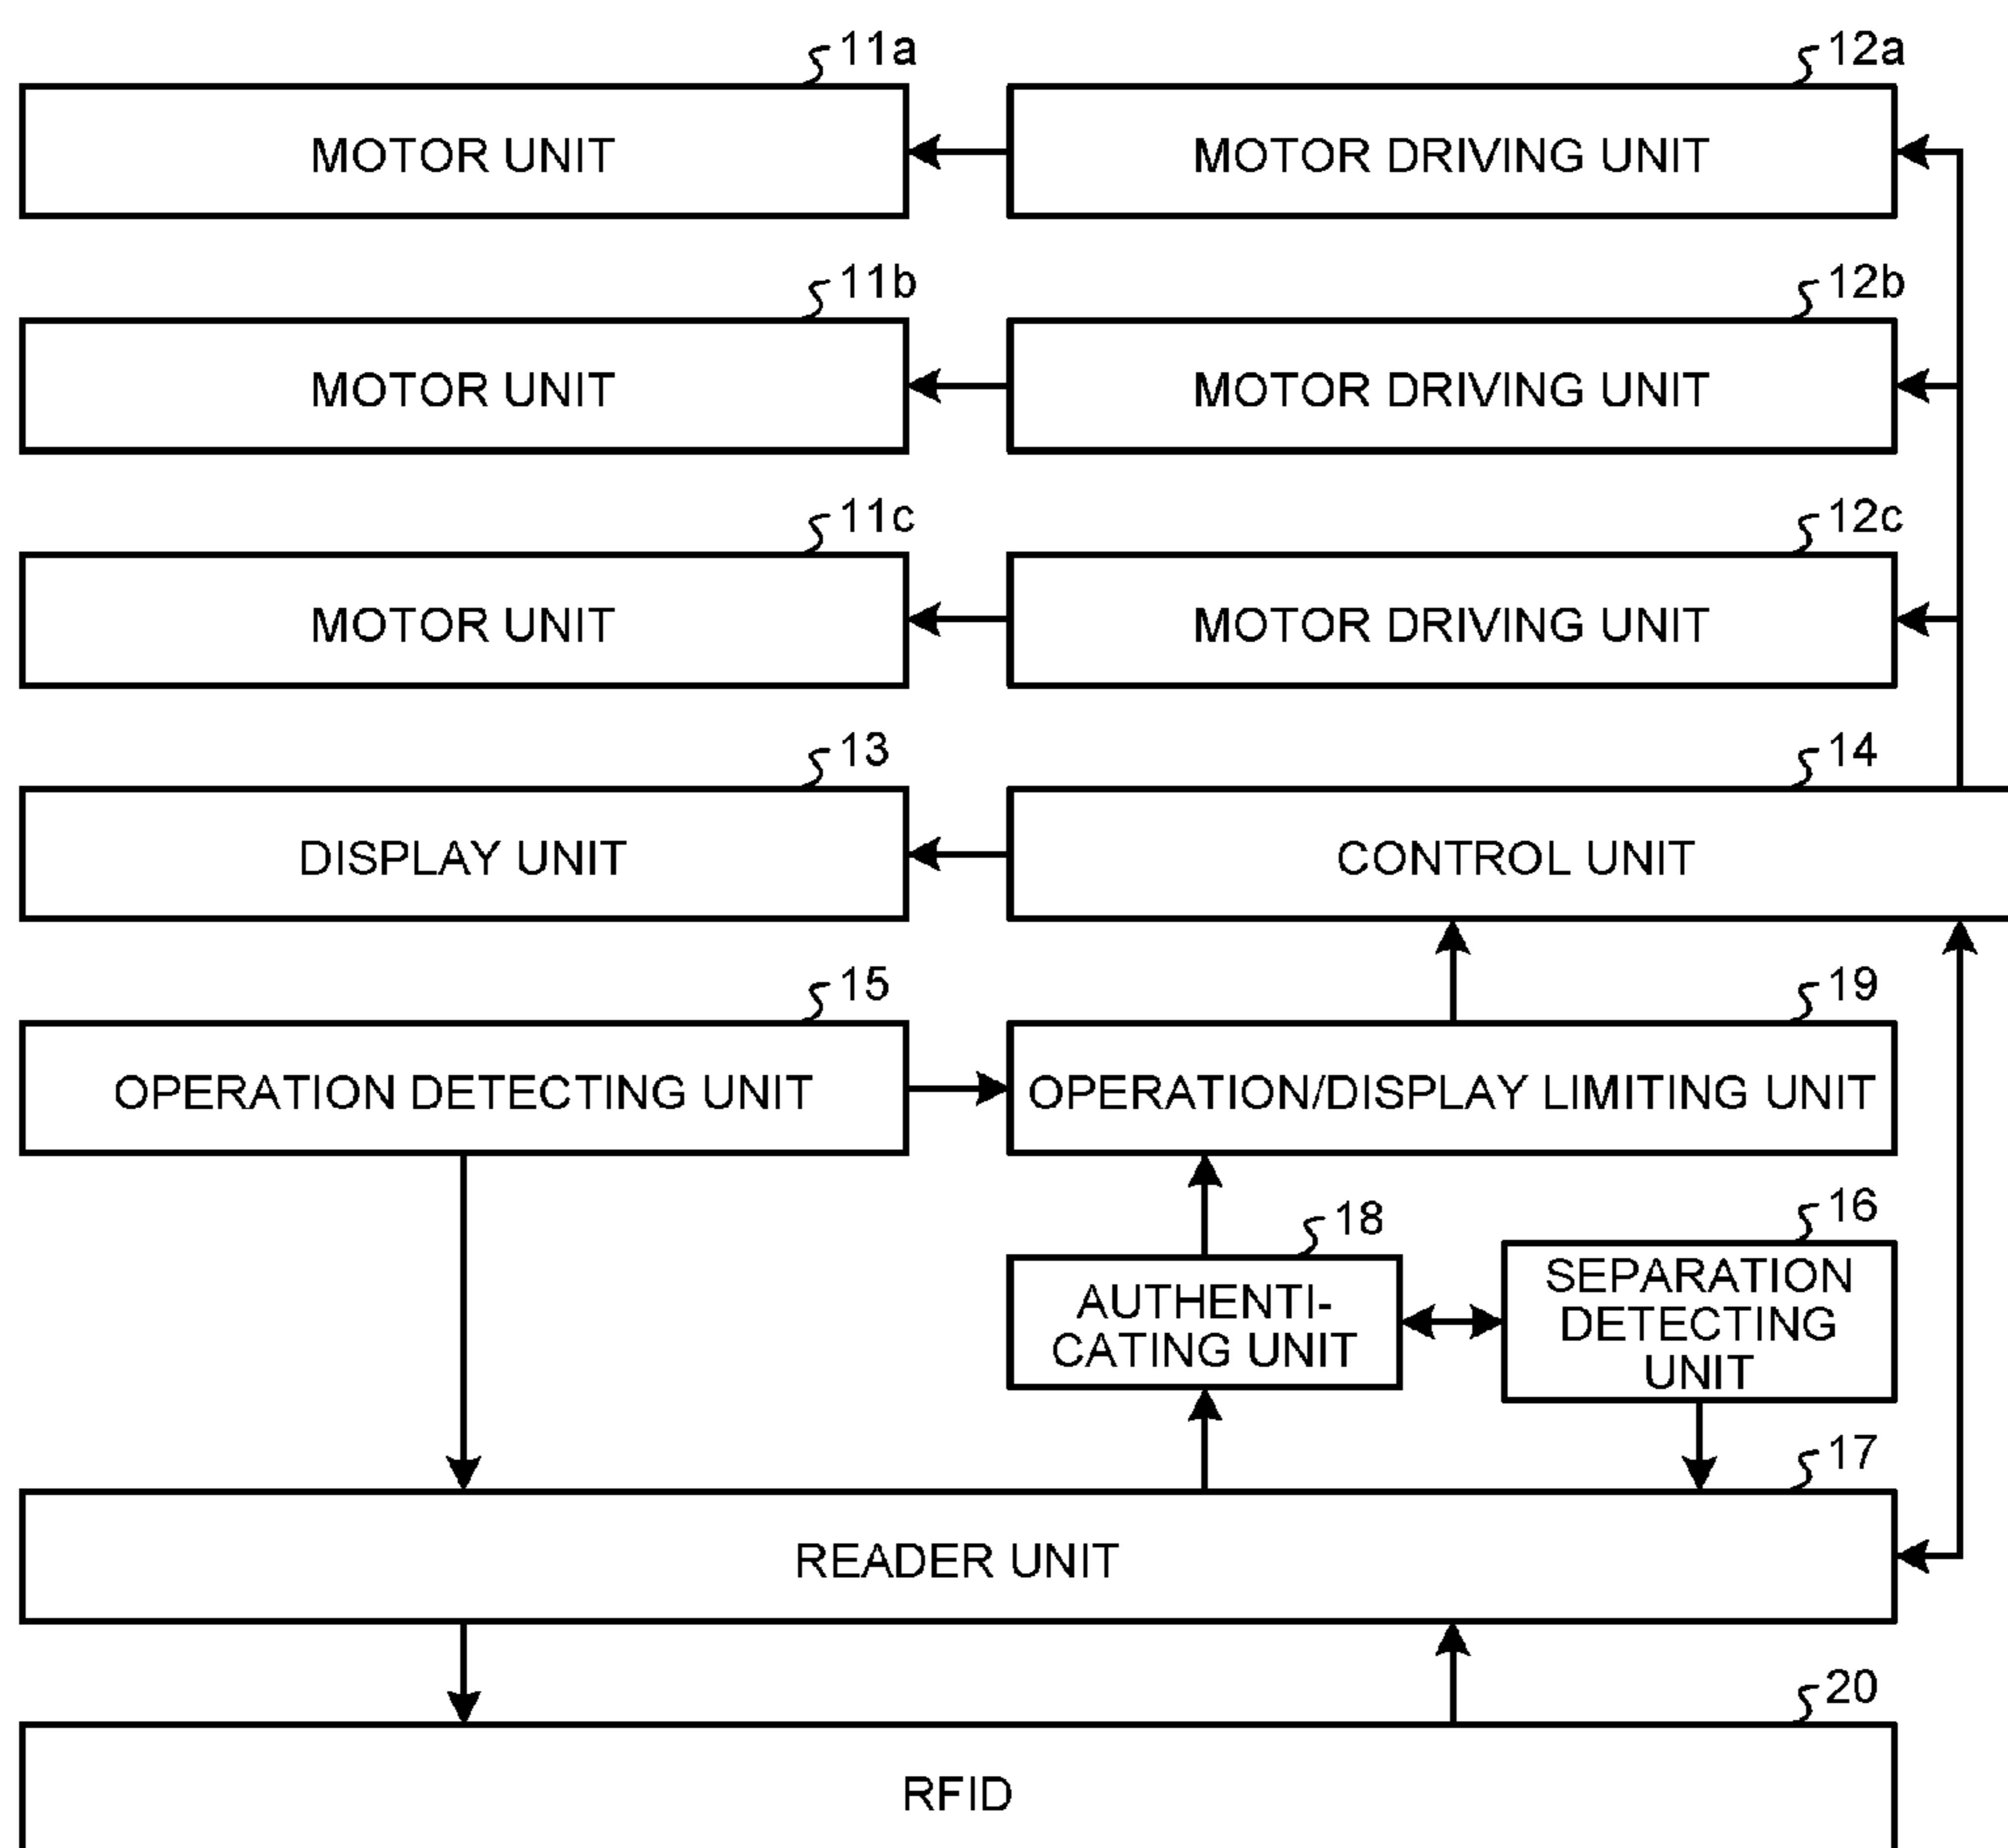 11a
12a
MOTOR UNIT
MOTOR DRIVING UNIT
11b
12b
MOTOR UNIT
MOTOR DRIVING UNIT
11c
12c
MOTOR UNIT
MOTOR DRIVING UNIT
13
14
DISPLAY UNIT
CONTROL UNIT
15
19
OPERATION DETECTING UNIT
OPERATION/DISPLAY LIMITING UNIT
18
16
AUTHENTI-
CATING UNIT
SEPARATION
DETECTING
UNIT
17
READER UNIT
20
RFID